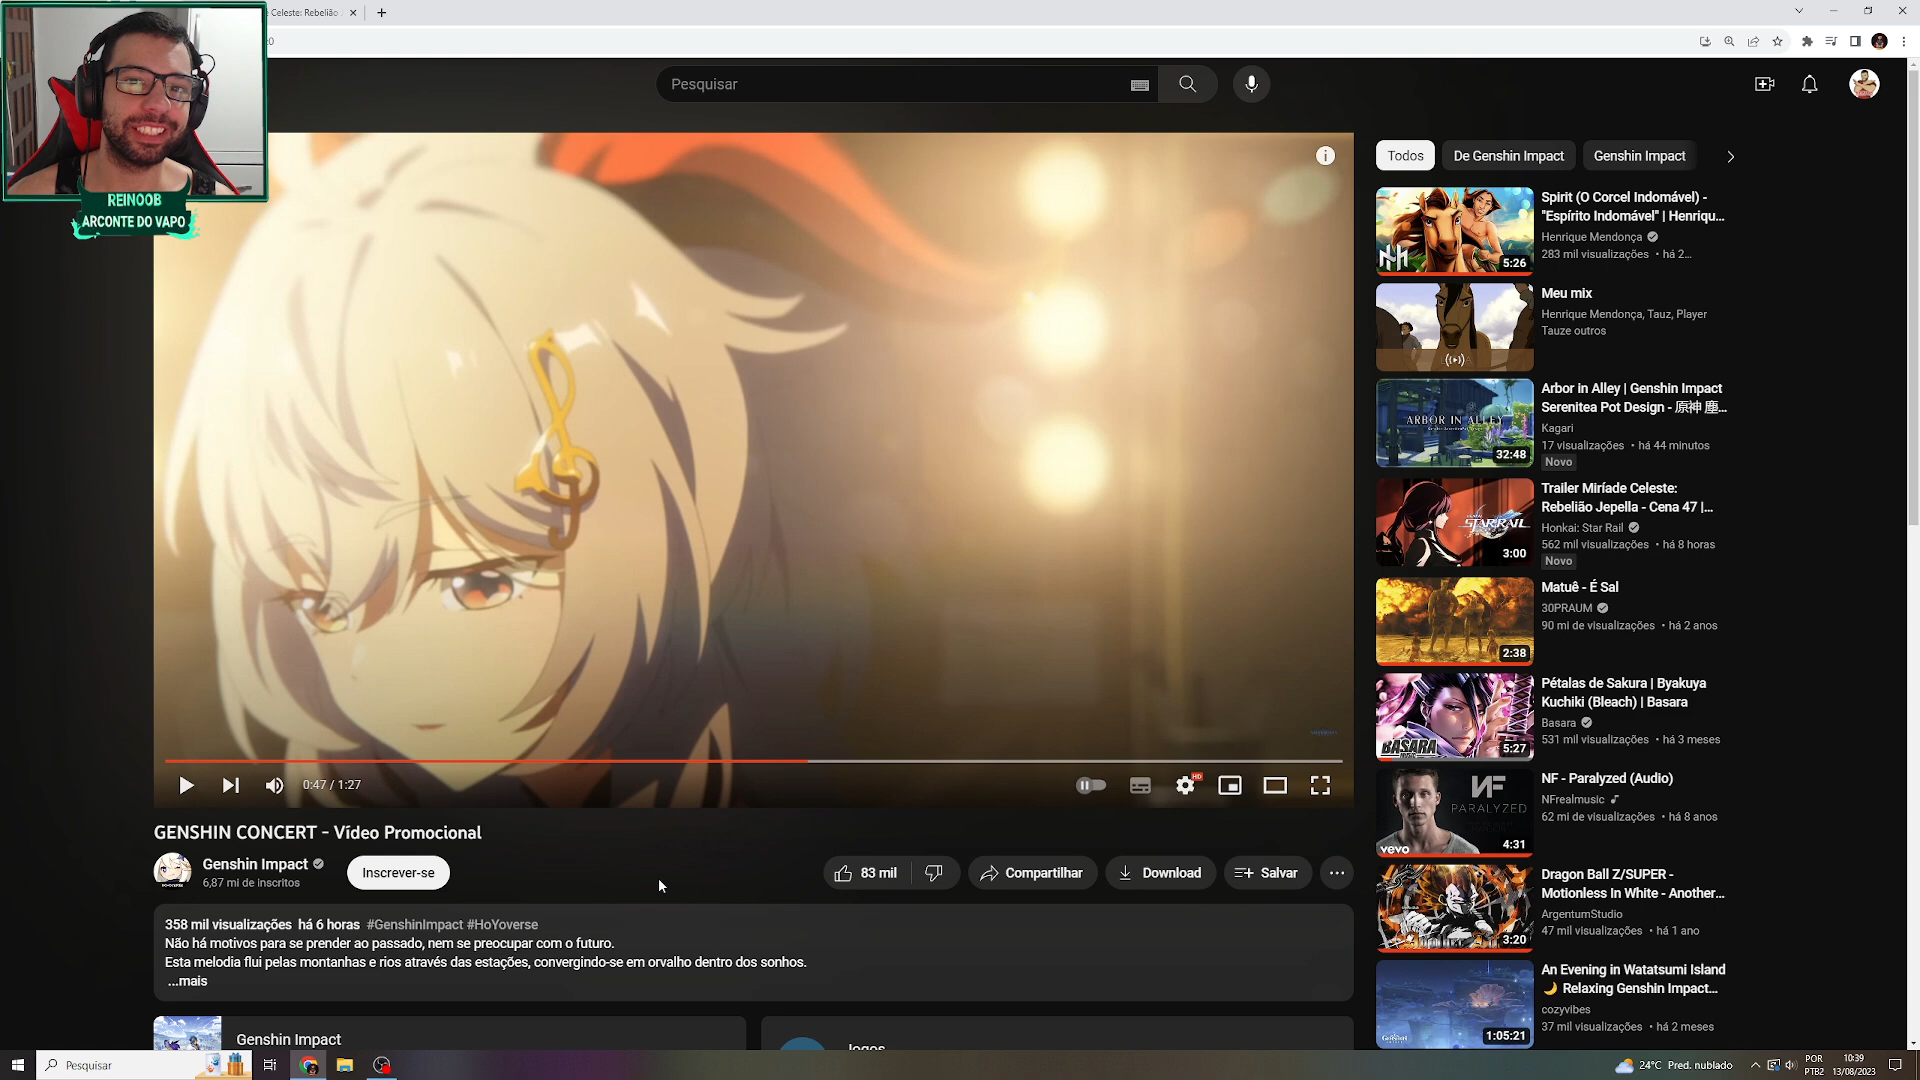 é Celeste: Rebelião
REINOOB
ARCONTE DO VAPO
Pesquisar
Todos
De Genshin Impact
Genshin Impact
0:47 / 1:27
HD
GENSHIN CONCERT - Vídeo Promocional
Genshin Impact
6,87 mi de inscritos
Inscrever-se
83 mil
Compartilhar
Download
Salvar
358 mil visualizações há 6 horas #GenshinImpact #HoYoverse
Não há motivos para se prender ao passado, nem se preocupar com o futuro.
Esta melodia flui pelas montanhas e rios através das estações, convergindo-se em orvalho dentro dos sonhos.
...mais
Genshin Impact
Jogos
5:26
Spirit (O Corcel Indomável) -
"Espírito Indomável" | Henriqu...
Henrique Mendonça
283 mil visualizações • há 2...
Meu mix
Henrique Mendonça, Tauz, Player
Tauze outros
ARBOR IN ALLEY
32:48
Arbor in Alley | Genshin Impact
Serenitea Pot Design - 原神 塵...
Kagari
17 visualizações • há 44 minutos
Novo
STAR RAIL
3:00
Trailer Miríade Celeste:
Rebelião Jepella - Cena 47 |...
Honkai: Star Rail
562 mil visualizações • há 8 horas
Novo
2:38
Matuê - É Sal
30PRAUM
90 mi de visualizações • há 2 anos
BASARA
5:27
Pétalas de Sakura | Byakuya
Kuchiki (Bleach) | Basara
Basara
531 mil visualizações • há 3 meses
NF
PARALYZED
vevo
4:31
NF - Paralyzed (Audio)
NFrealmusic
62 mi de visualizações • há 8 anos
3:20
Dragon Ball Z/SUPER -
Motionless In White - Another...
ArgentumStudio
47 mil visualizações • há 1 ano
1:05:21
An Evening in Watatsumi Island
🌙 Relaxing Genshin Impact...
cozyvibes
37 mil visualizações • há 2 meses
Pesquisar
24°C Pred. nublado
POR
PTB2
10:39
13/08/2023